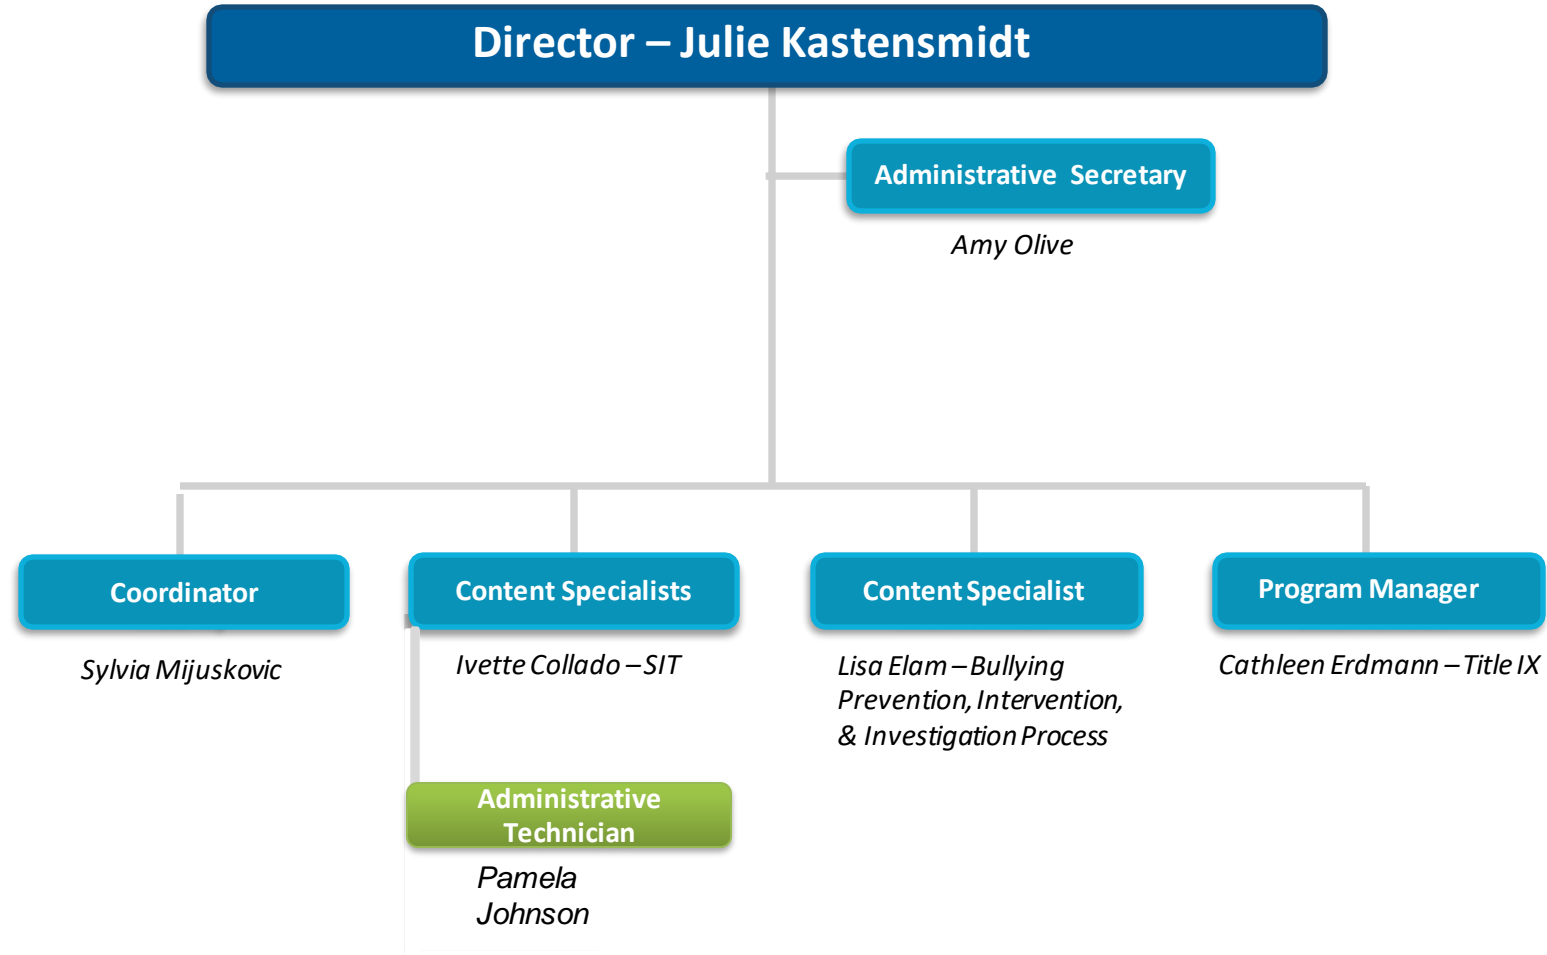 Director – Julie Kastensmidt
Administrative Secretary
Amy Olive
Coordinator
Sylvia Mijuskovic
Content Specialists
Ivette Collado – SIT
Administrative
Technician
Pamela
Johnson
Content Specialist
Lisa Elam – Bullying
Prevention, Intervention,
& Investigation Process
Program Manager
Cathleen Erdmann – Title IX